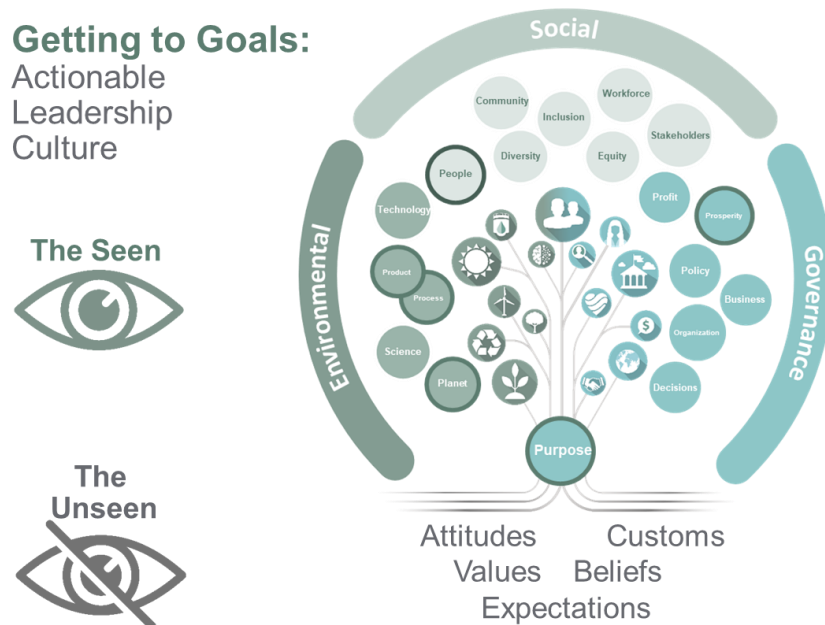 Getting to Goals:
Actionable
Leadership
Culture
The Seen
The
Unseen
Social
Environmental
Governance
Community
Workforce
Inclusion
Stakeholders
Diversity
Equity
People
Technology
Product
Process
Science
Planet
Profit
Prosperity
Policy
Business
Organization
Decisions
$
Purpose
Attitudes Customs
Values Beliefs
Expectations